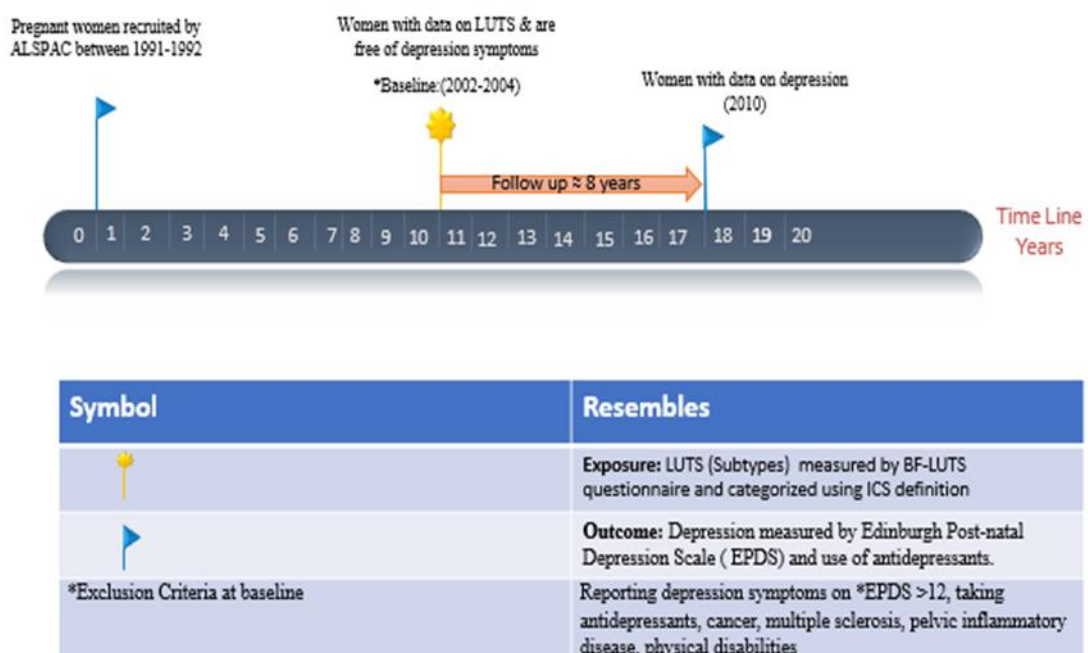 Pregnant women recruited by
ALSPAC between 1991-1992
Women with data on LUTS & are
free of depression symptoms
*Baseline:(2002-2004)
Women with data on depression
(2010)
Follow up ≈ 8 years
0 1 2 3 4 5 6 7 8 9 10 11 12 13 14 15 16 17 18 19 20
Time Line
Years
Symbol
Resembles
Exposure: LUTS (Subtypes) measured by BF-LUTS
questionnaire and categorized using ICS definition
Outcome: Depression measured by Edinburgh Post-natal
Depression Scale ( EPDS) and use of antidepressants.
*Exclusion Criteria at baseline
Reporting depression symptoms on *EPDS >12, taking
antidepressants, cancer, multiple sclerosis, pelvic inflammatory
disease, physical disabilities